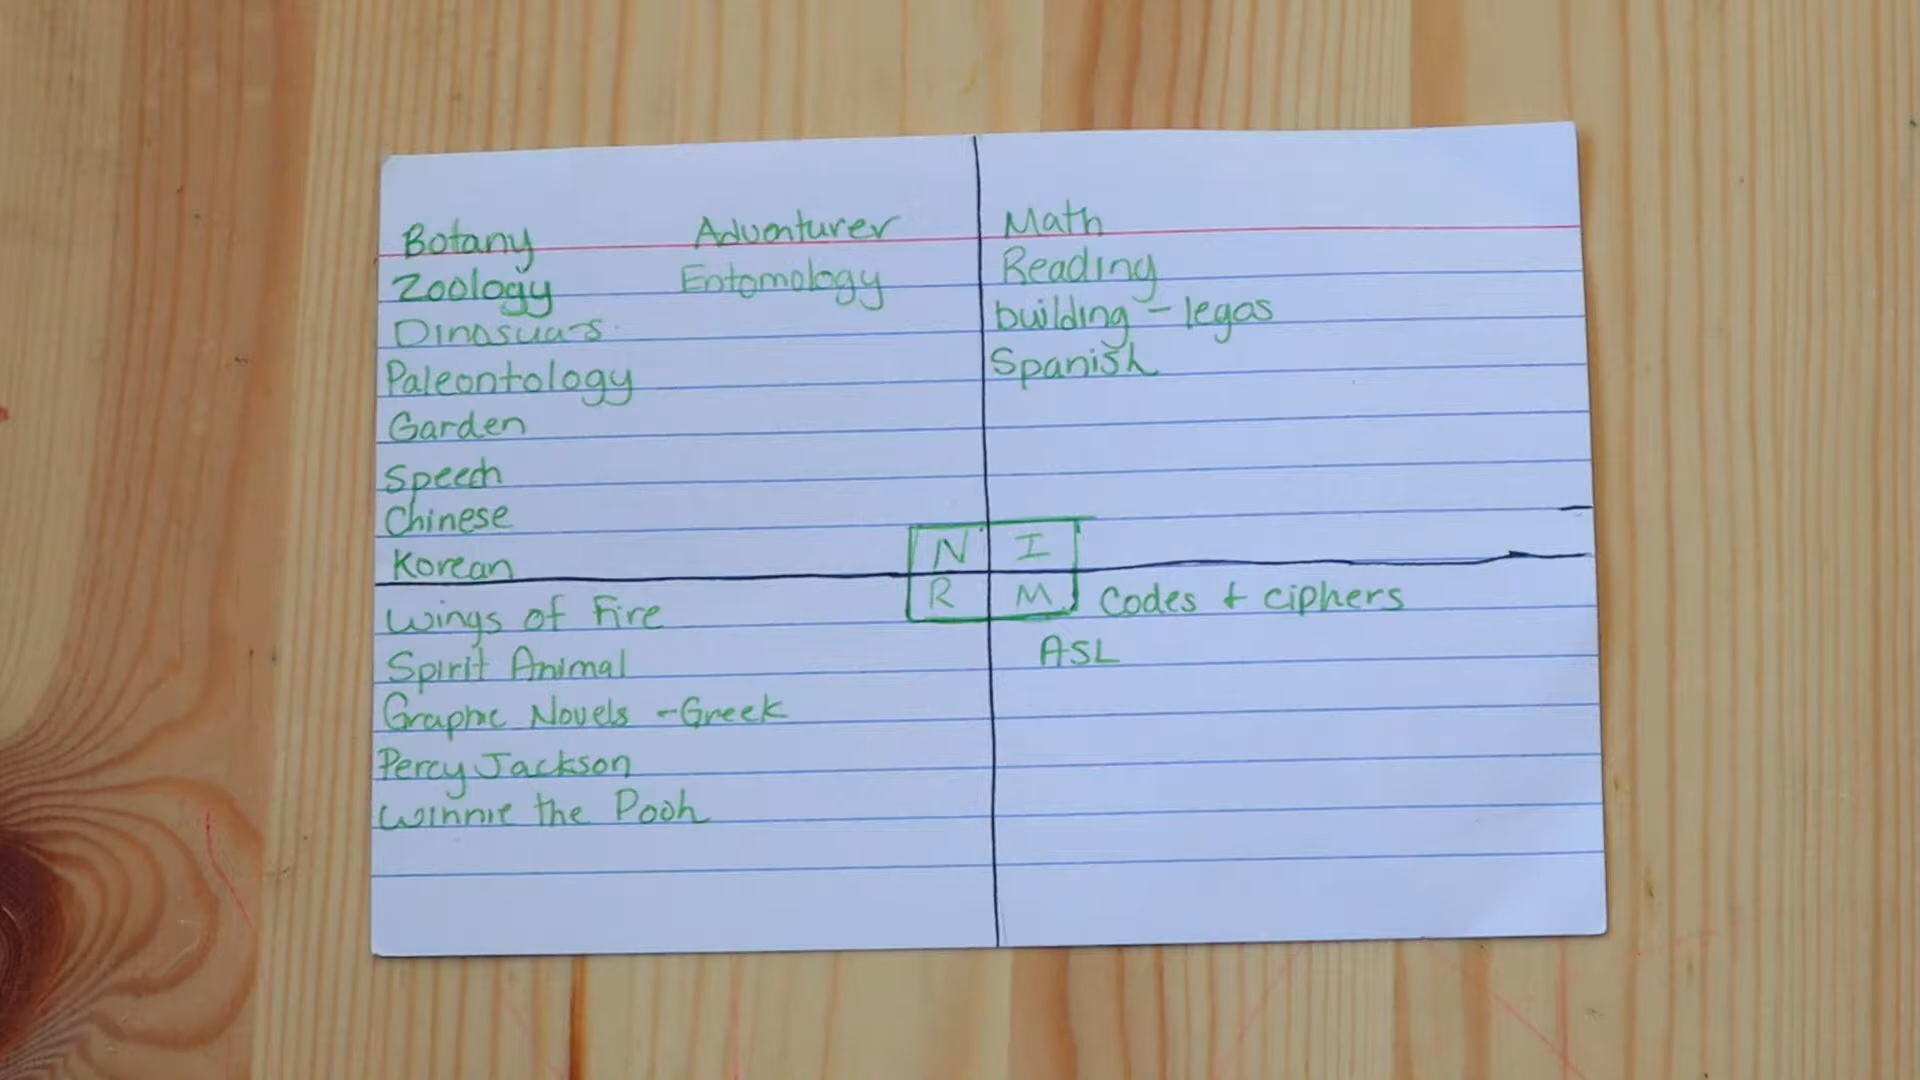 Botany Adventurer
Zoology Entomology
Dinosuars
Paleontology
Garden
Speech
Chinese
Korean
Math
Reading
building - legos
Spanish
N I
R M
Wings of Fire
Spirit Animal
Graphic Novels - Greek
Percy Jackson
Winnie the Pooh
Codes + ciphers
ASL